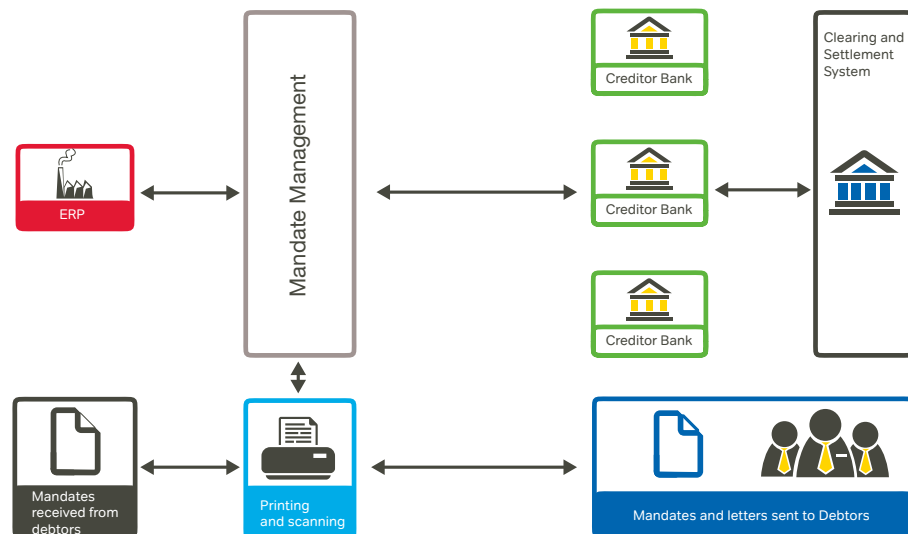 Mandate Management
Creditor Bank
Clearing and
Settlement
System
ERP
Creditor Bank
Creditor Bank
Mandates
received from
debtors
Printing
and scanning
Mandates and letters sent to Debtors